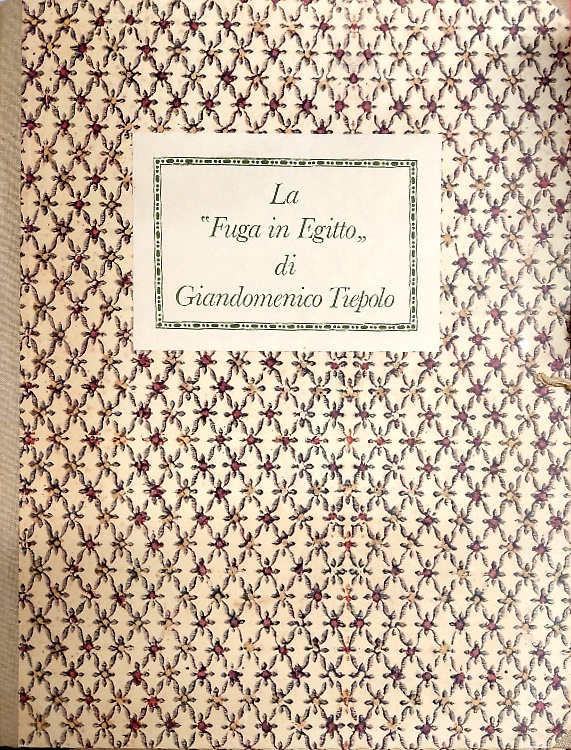 La
‟Fuga in Egitto„
di
Giandomenico Tiepolo